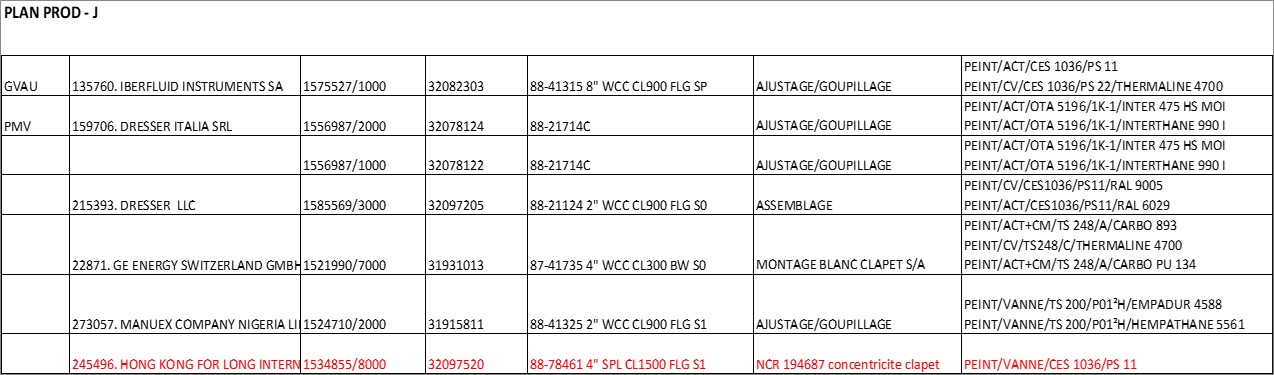 PLAN PROD - J
PEINT/ACT/CES 1036/PS 11
GVAU 135760. IBERFLUID INSTRUMENTS SA 1575527/1000 32082303 88-41315 8" WCC CL900 FLG SP AJUSTAGE/GOUPILLAGE PEINT/CV/CES 1036/PS 22/THERMALINE 4700
PEINT/ACT/OTA 5196/1K-1/INTER 475 HS MOI
PMV 159706. DRESSER ITALIA SRL 1556987/2000 32078124 88-21714C AJUSTAGE/GOUPILLAGE PEINT/ACT/OTA 5196/1K-1/INTERTHANE 990 I
PEINT/ACT/OTA 5196/1K-1/INTER 475 HS MOI
1556987/1000 32078122 88-21714C AJUSTAGE/GOUPILLAGE PEINT/ACT/OTA 5196/1K-1/INTERTHANE 990 I
PEINT/CV/CES1036/PS11/RAL 9005
215393. DRESSER LLC 1585569/3000 32097205 88-21124 2" WCC CL900 FLG S0 ASSEMBLAGE PEINT/ACT/CES1036/PS11/RAL 6029
PEINT/ACT+CM/TS 248/A/CARBO 893
PEINT/CV/TS248/C/THERMALINE 4700
22871. GE ENERGY SWITZERLAND GMBH 1521990/7000 31931013 87-41735 4" WCC CL300 BW S0 MONTAGE BLANC CLAPET S/A PEINT/ACT+CM/TS 248/A/CARBO PU 134
PEINT/VANNE/TS 200/P01²H/EMPADUR 4588
273057. MANUEX COMPANY NIGERIA LI 1524710/2000 31915811 88-41325 2" WCC CL900 FLG S1 AJUSTAGE/GOUPILLAGE PEINT/VANNE/TS 200/P01²H/HEMPATHANE 5561
245496. HONG KONG FOR LONG INTERN 1534855/8000 32097520 88-78461 4" SPL CL1500 FLG S1 NCR 194687 concentricite clapet PEINT/VANNE/CES 1036/PS 11